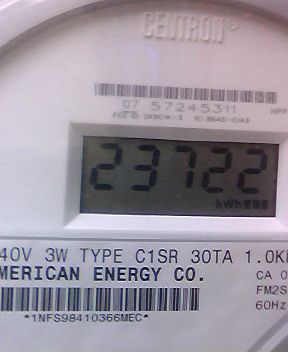 CENTRON®
07 57245311
23722
kWh
40V 3W TYPE C1SR 30TA 1.0K
MERICAN ENERGY CO.
CA 0
FM2S
60Hz
*1NFS98410366MEC*